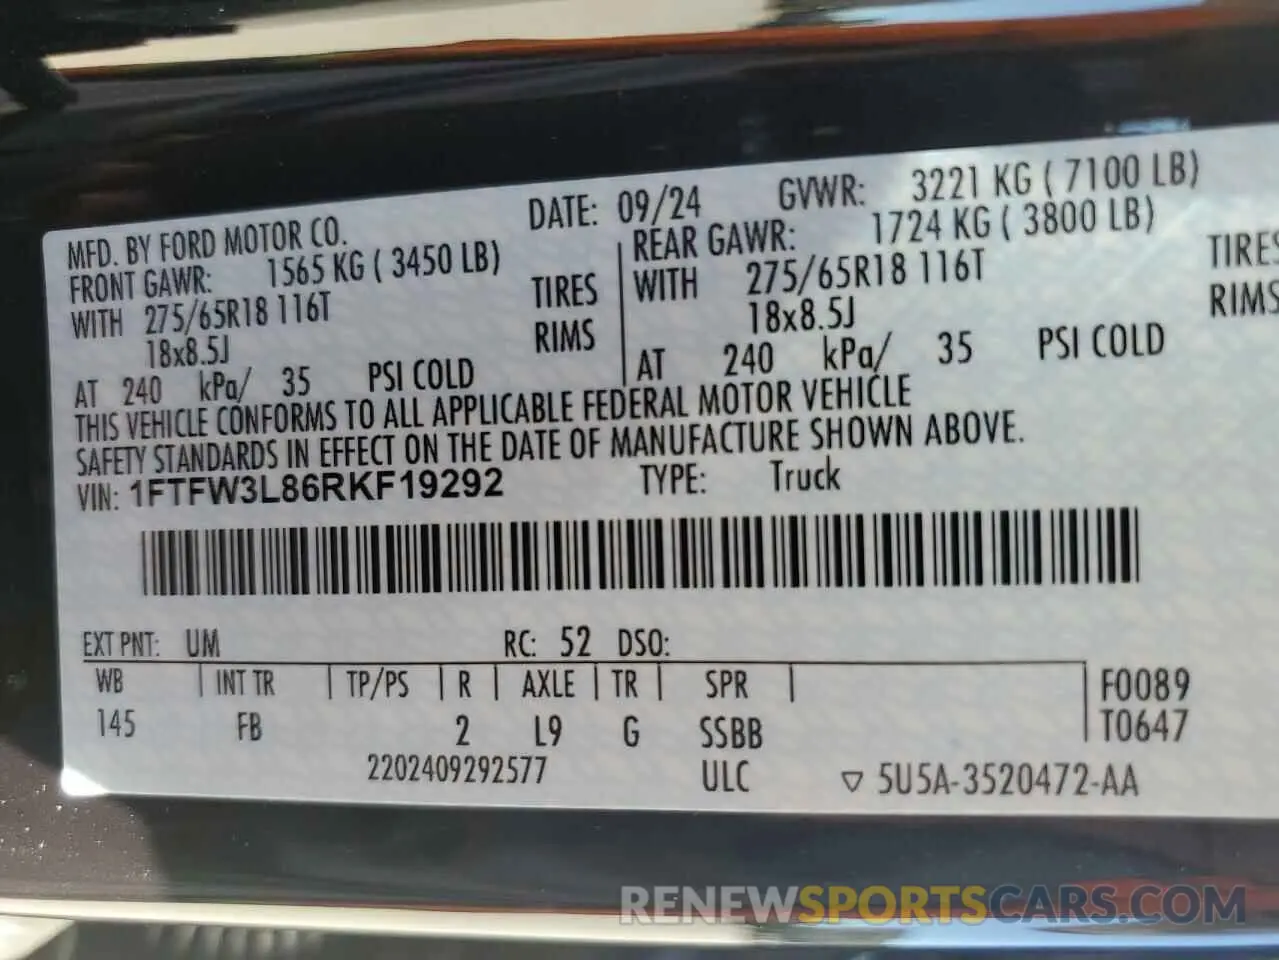 MFD. BY FORD MOTOR CO. DATE: 09/24 GVWR: 3221 KG ( 7100 LB)
FRONT GAWR: 1565 KG ( 3450 LB) REAR GAWR: 1724 KG ( 3800 LB)
WITH 275/65R18 116T TIRES WITH 275/65R18 116T TIRES
18x8.5J RIMS 18x8.5J RIMS
AT 240 kPa/ 35 PSI COLD AT 240 kPa/ 35 PSI COLD
THIS VEHICLE CONFORMS TO ALL APPLICABLE FEDERAL MOTOR VEHICLE
SAFETY STANDARDS IN EFFECT ON THE DATE OF MANUFACTURE SHOWN ABOVE.
VIN: 1FTFW3L86RKF19292 TYPE: Truck
EXT PNT: UM RC: 52 DSO:
WB | INT TR | TP/PS | R | AXLE | TR | SPR | F0089
145 FB 2 L9 G SSBB T0647
2202409292577 ULC ▽ 5U5A-3520472-AA
RENEWSPORTSCARS.COM